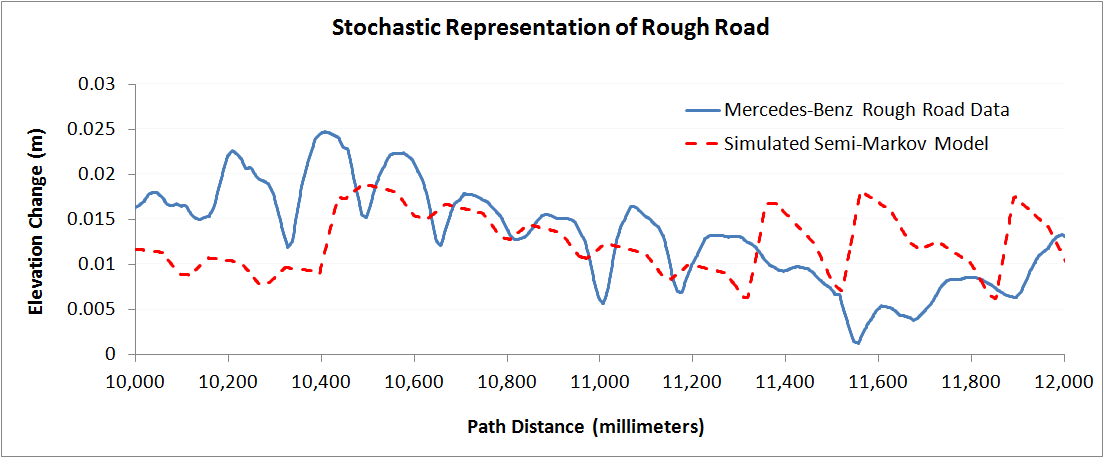 Stochastic Representation of Rough Road
0.03
0.025
0.02
0.015
0.01
0.005
0
Elevation Change (m)
Mercedes-Benz Rough Road Data
Simulated Semi-Markov Model
10,000 10,200 10,400 10,600 10,800 11,000 11,200 11,400 11,600 11,800 12,000
Path Distance (millimeters)